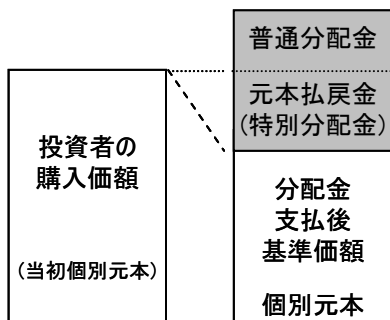 普通分配金
元本払戻金
(特別分配金)
投資者の
購入価額
(当初個別元本)
分配金
支払後
基準価額
個別元本